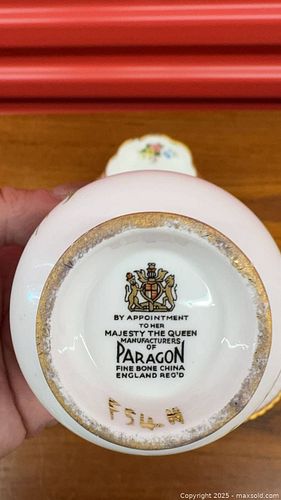 BY APPOINTMENT
TO HER
MAJESTY THE QUEEN
MANUFACTURERS
OF
PARAGON
FINE BONE CHINA
ENGLAND REG'D
F54.N
Copyright 2025 - maxsold.com